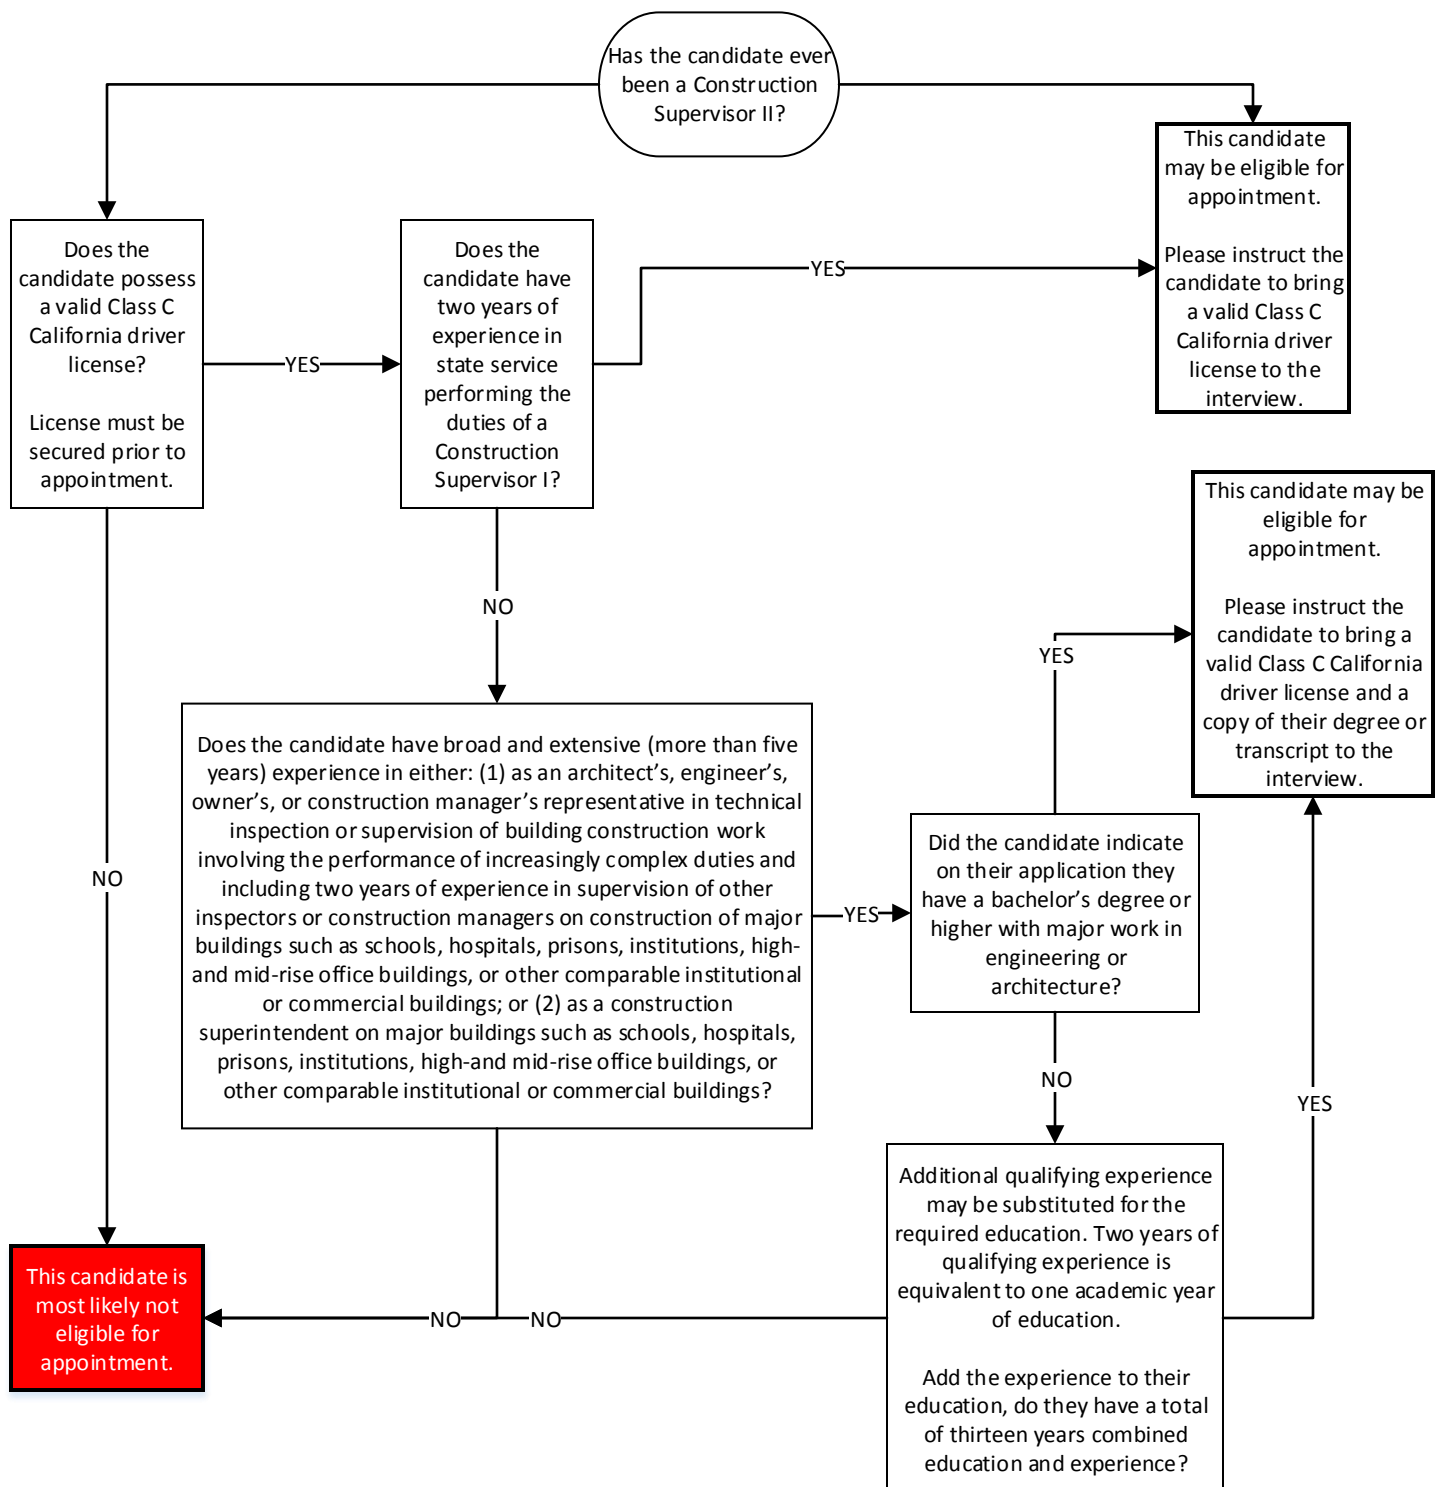 Has the candidate ever
been a Construction
Supervisor II?
This candidate
may be eligible for
appointment.
Please instruct the
candidate to bring
a valid Class C
California driver
license to the
interview.
Does the
candidate possess
a valid Class C
California driver
license?
License must be
secured prior to
appointment.
YES
Does the
candidate have
two years of
experience in
state service
performing the
duties of a
Construction
Supervisor I?
YES
NO
NO
Does the candidate have broad and extensive (more than five
years) experience in either: (1) as an architect’s, engineer’s,
owner’s, or construction manager’s representative in technical
inspection or supervision of building construction work
involving the performance of increasingly complex duties and
including two years of experience in supervision of other
inspectors or construction managers on construction of major
buildings such as schools, hospitals, prisons, institutions, high-
and mid-rise office buildings, or other comparable institutional
or commercial buildings; or (2) as a construction
superintendent on major buildings such as schools, hospitals,
prisons, institutions, high-and mid-rise office buildings, or
other comparable institutional or commercial buildings?
YES
Did the candidate indicate
on their application they
have a bachelor’s degree or
higher with major work in
engineering or
architecture?
YES
This candidate may be
eligible for
appointment.
Please instruct the
candidate to bring a
valid Class C California
driver license and a
copy of their degree or
transcript to the
interview.
NO
YES
Additional qualifying experience
may be substituted for the
required education. Two years of
qualifying experience is
equivalent to one academic year
of education.
Add the experience to their
education, do they have a total
of thirteen years combined
education and experience?
NO
NO
This candidate is
most likely not
eligible for
appointment.